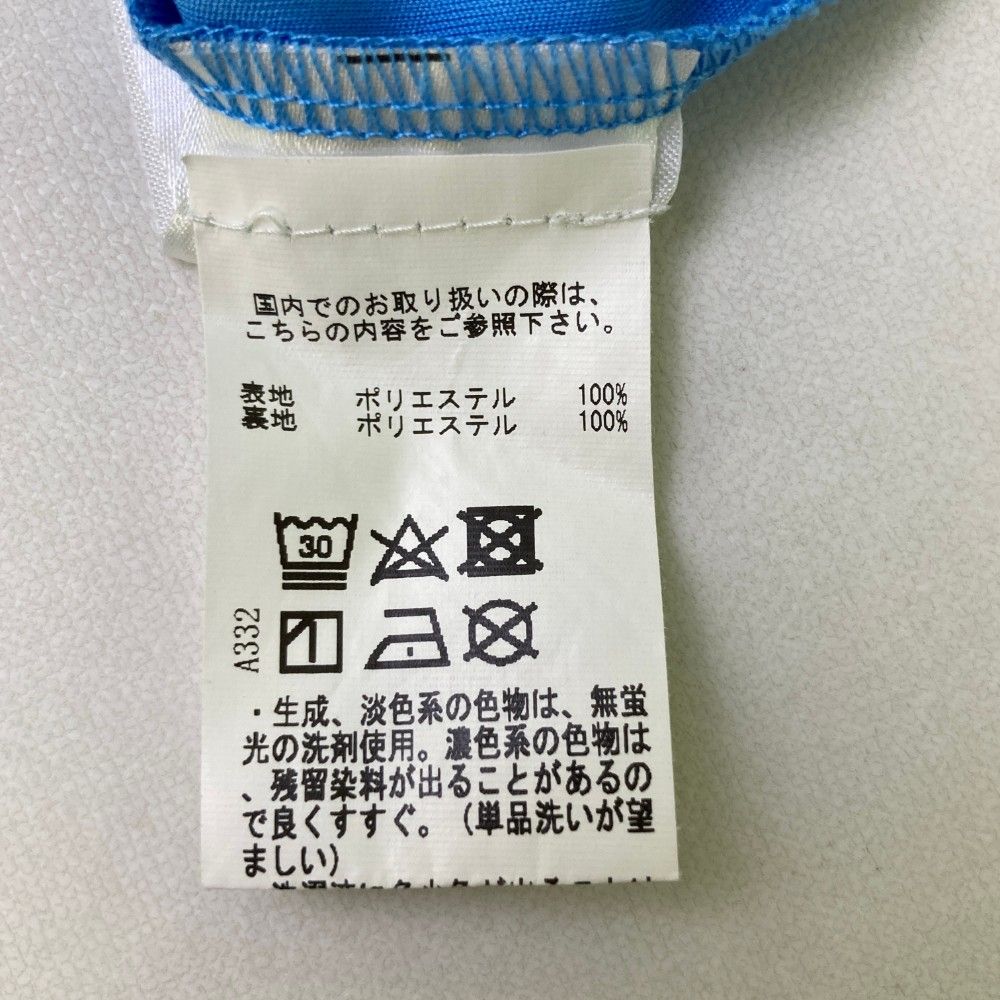 国内でのお取り扱いの際は、
こちらの内容をご参照下さい。
表地 ポリエステル 100%
裏地 ポリエステル 100%
30
A332
・生成、淡色系の色物は、無蛍
光の洗剤使用。濃色系の色物は
、残留染料が出ることがあるの
で良くすすぐ。（単品洗いが望
ましい）